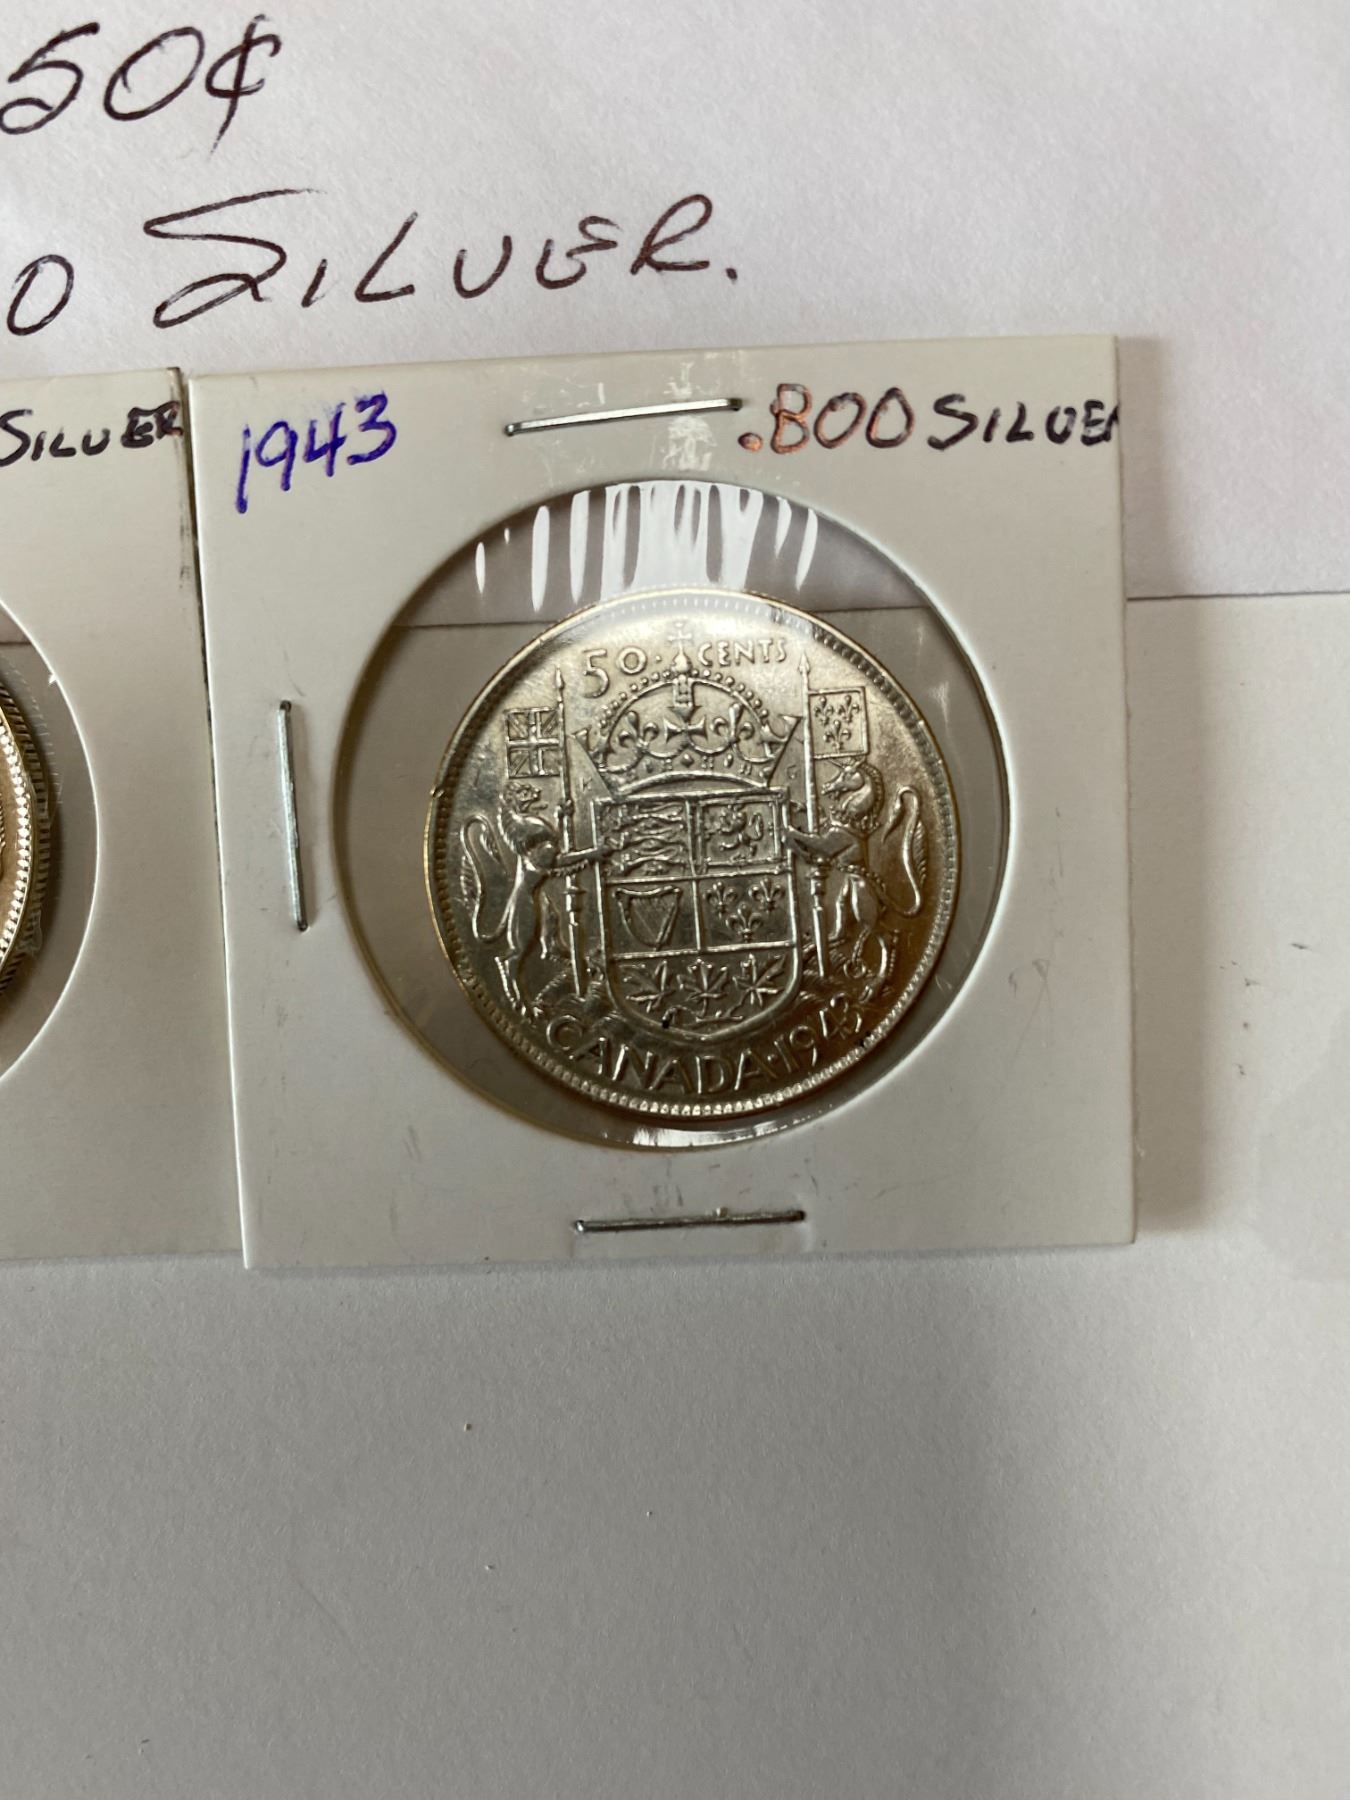 50¢
0 SILVER.
SILVER
1943 .800 SILVER
50 · CENTS
CANADA · 1943